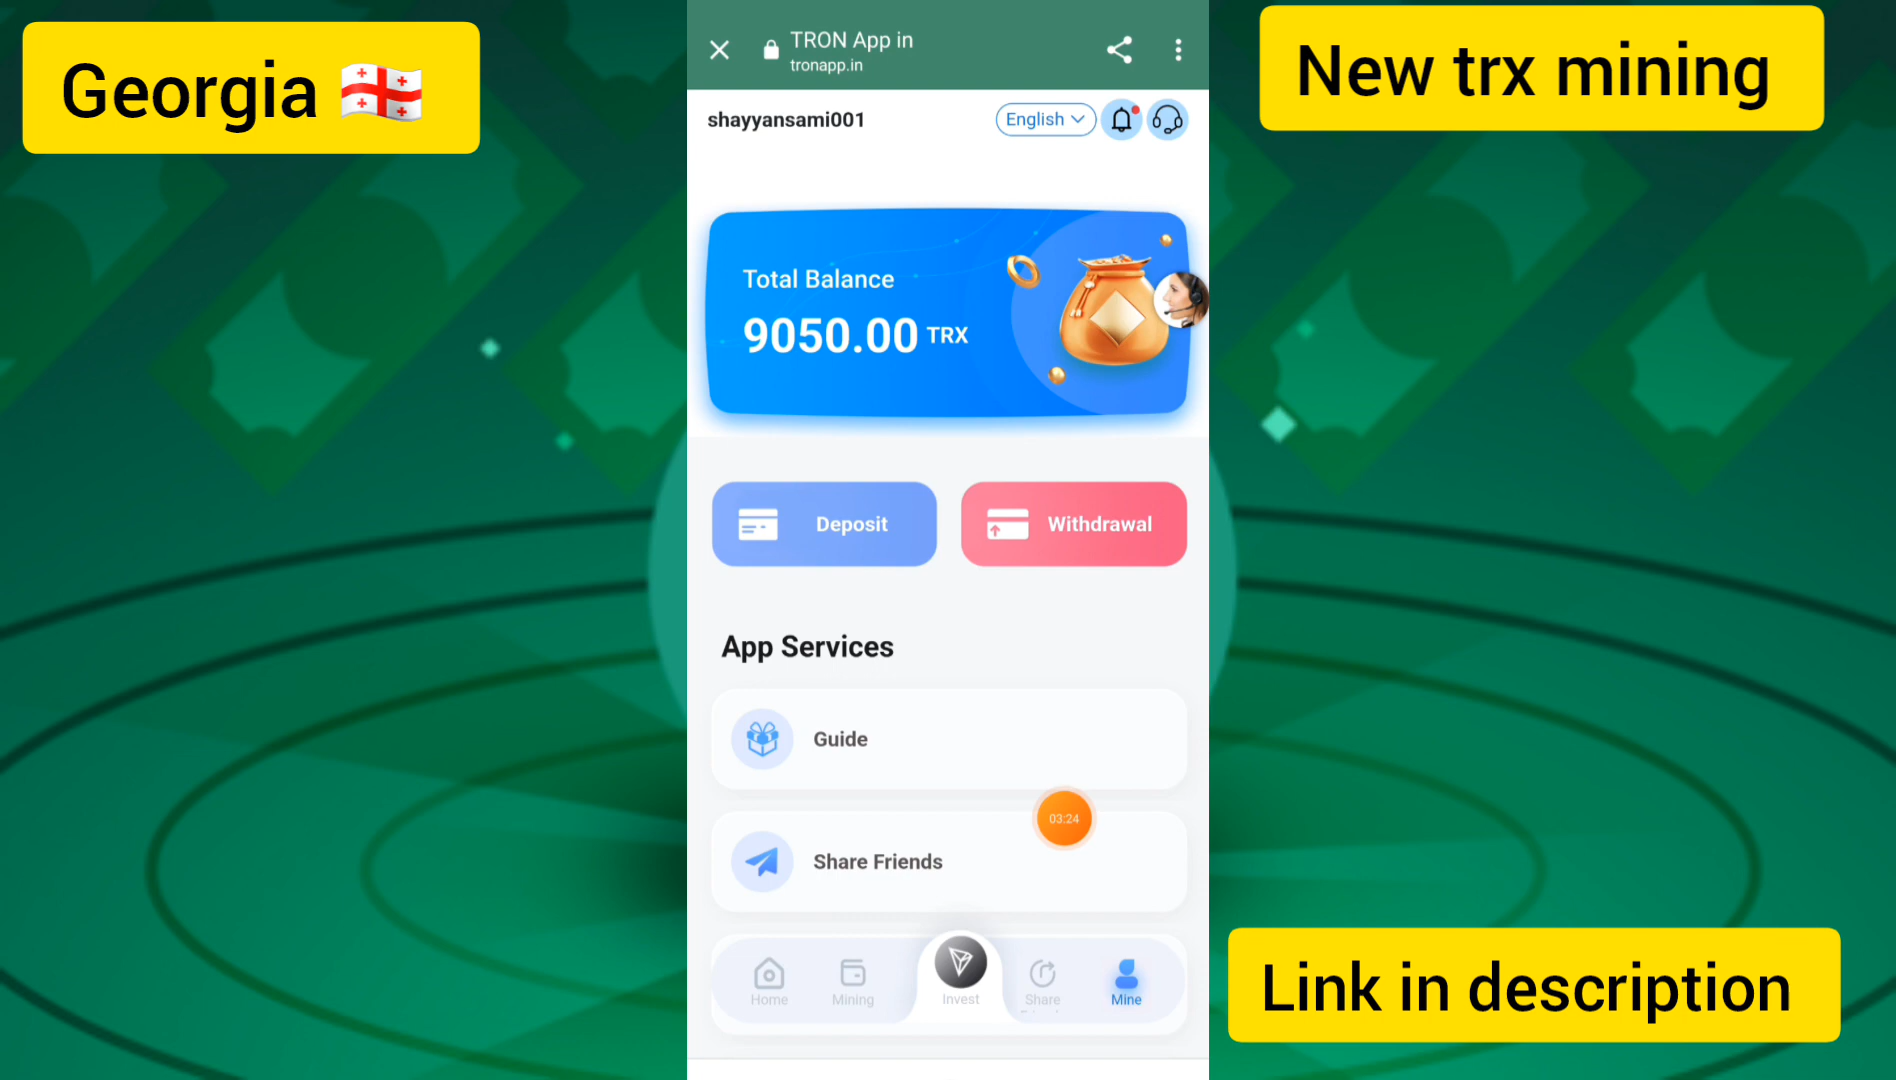 Georgia 🇬🇪
New trx mining
TRON App in
tronapp.in
shayyansami001
English
Total Balance
9050.00 TRX
Deposit
Withdrawal
App Services
Guide
03:24
Share Friends
Home
Mining
Invest
Share
Mine
Link in description